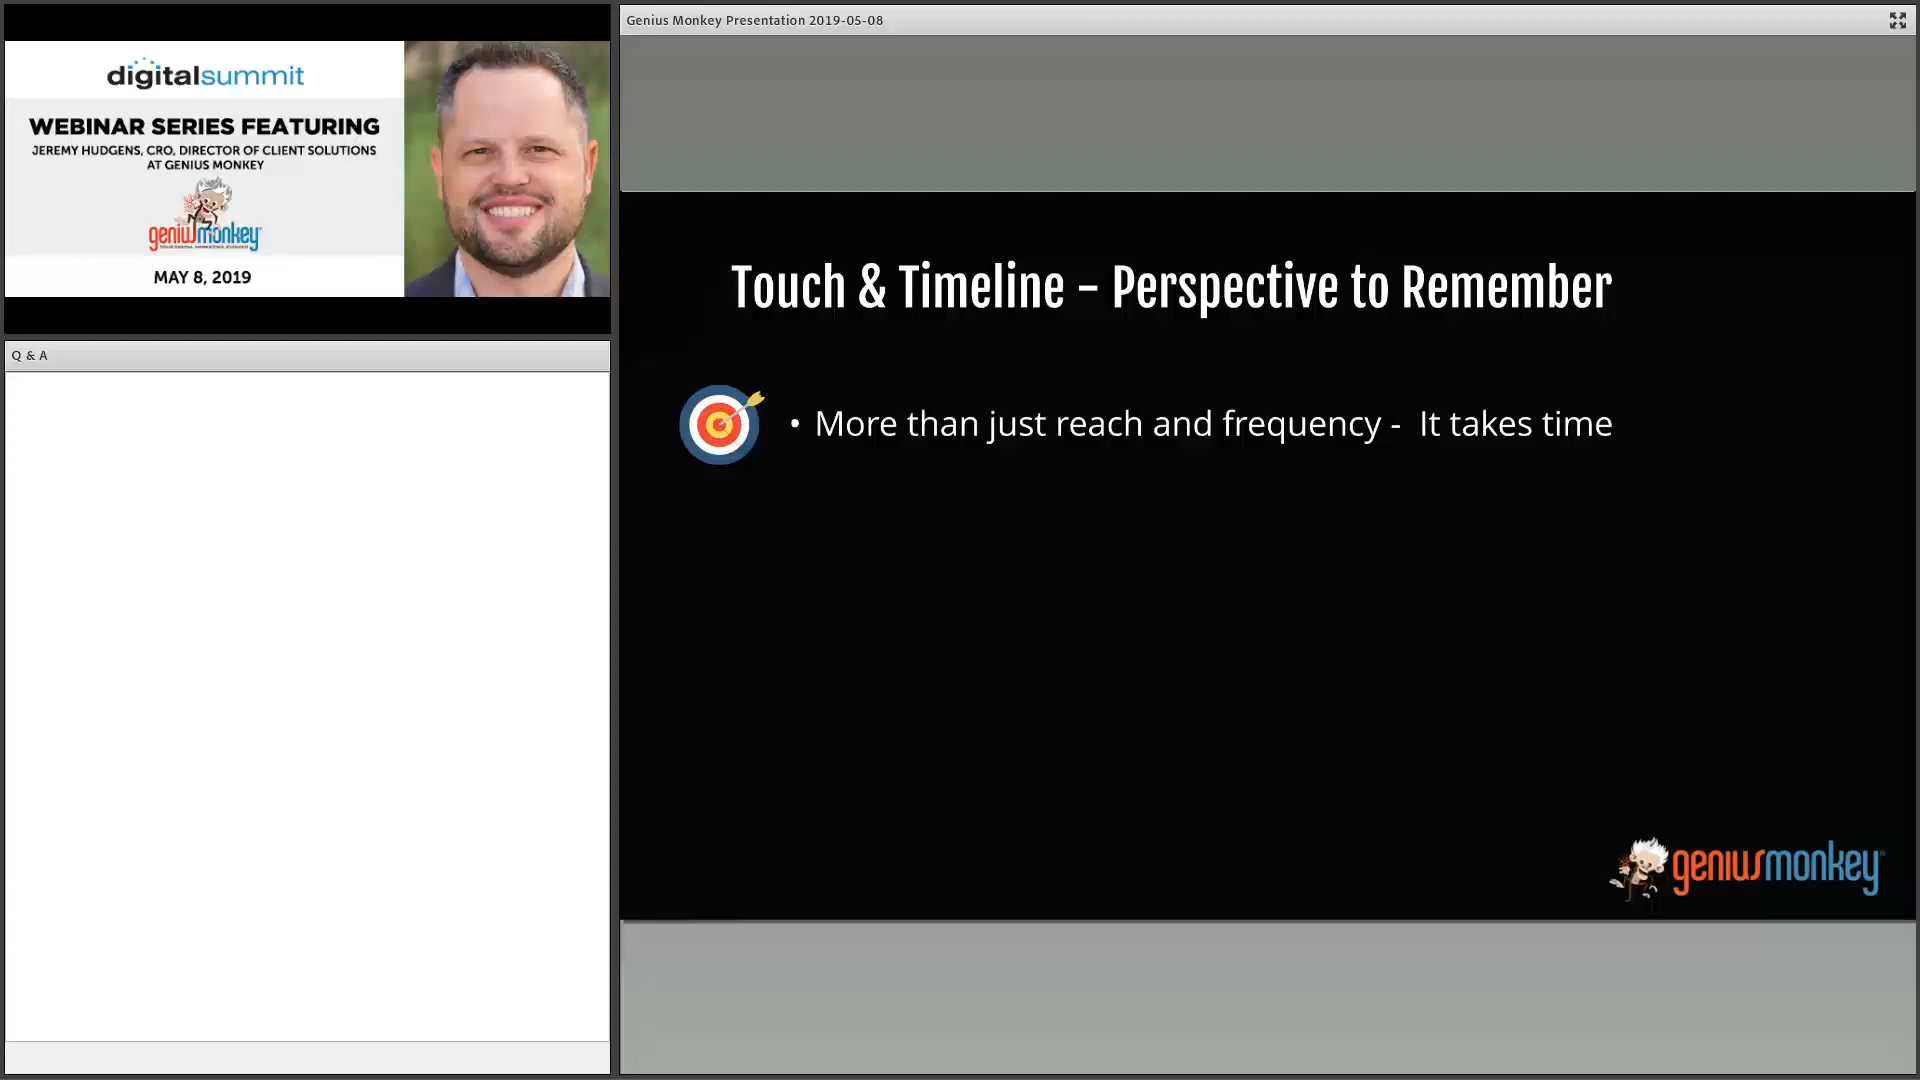 digitalsummit
WEBINAR SERIES FEATURING
JEREMY HUDGENS, CRO, DIRECTOR OF CLIENT SOLUTIONS
AT GENIUS MONKEY
geniusmonkey
MAY 8, 2019
Q & A
Genius Monkey Presentation 2019-05-08
Touch & Timeline - Perspective to Remember
• More than just reach and frequency - It takes time
geniusmonkey